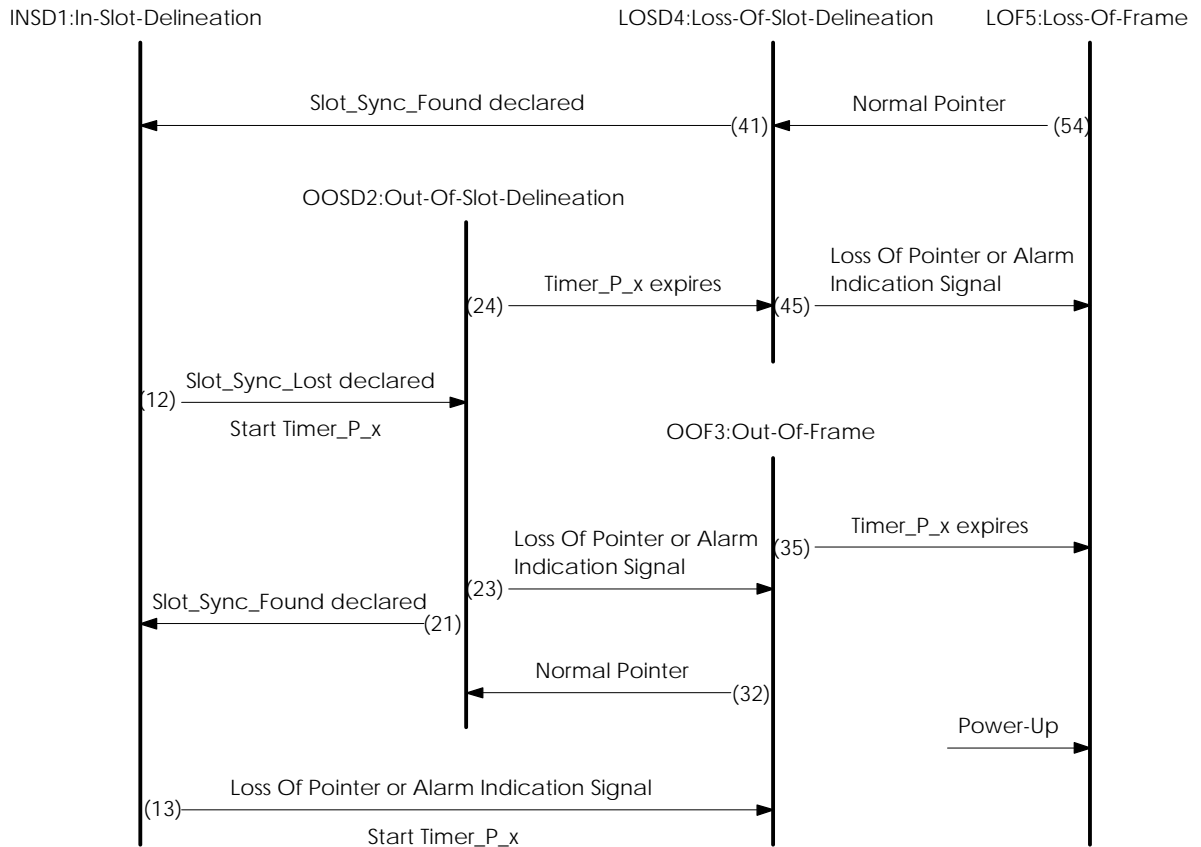 INSD1:In-Slot-Delineation
LOSD4:Loss-Of-Slot-Delineation
LOF5:Loss-Of-Frame
Slot_Sync_Found declared
(41)
Normal Pointer
(54)
OOSD2:Out-Of-Slot-Delineation
(24)
Timer_P_x expires
(45)
Loss Of Pointer or Alarm
Indication Signal
(12)
Slot_Sync_Lost declared
Start Timer_P_x
OOF3:Out-Of-Frame
(35)
Timer_P_x expires
Loss Of Pointer or Alarm
Indication Signal
(23)
Slot_Sync_Found declared
(21)
Normal Pointer
(32)
Power-Up
Loss Of Pointer or Alarm Indication Signal
(13)
Start Timer_P_x